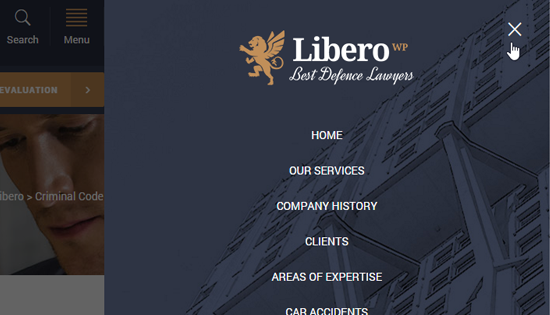 Search
Menu
EVALUATION
ibero > Criminal Code
Libero WP
Best Defence Lawyers
HOME
OUR SERVICES
COMPANY HISTORY
CLIENTS
AREAS OF EXPERTISE
CAR ACCIDENTS